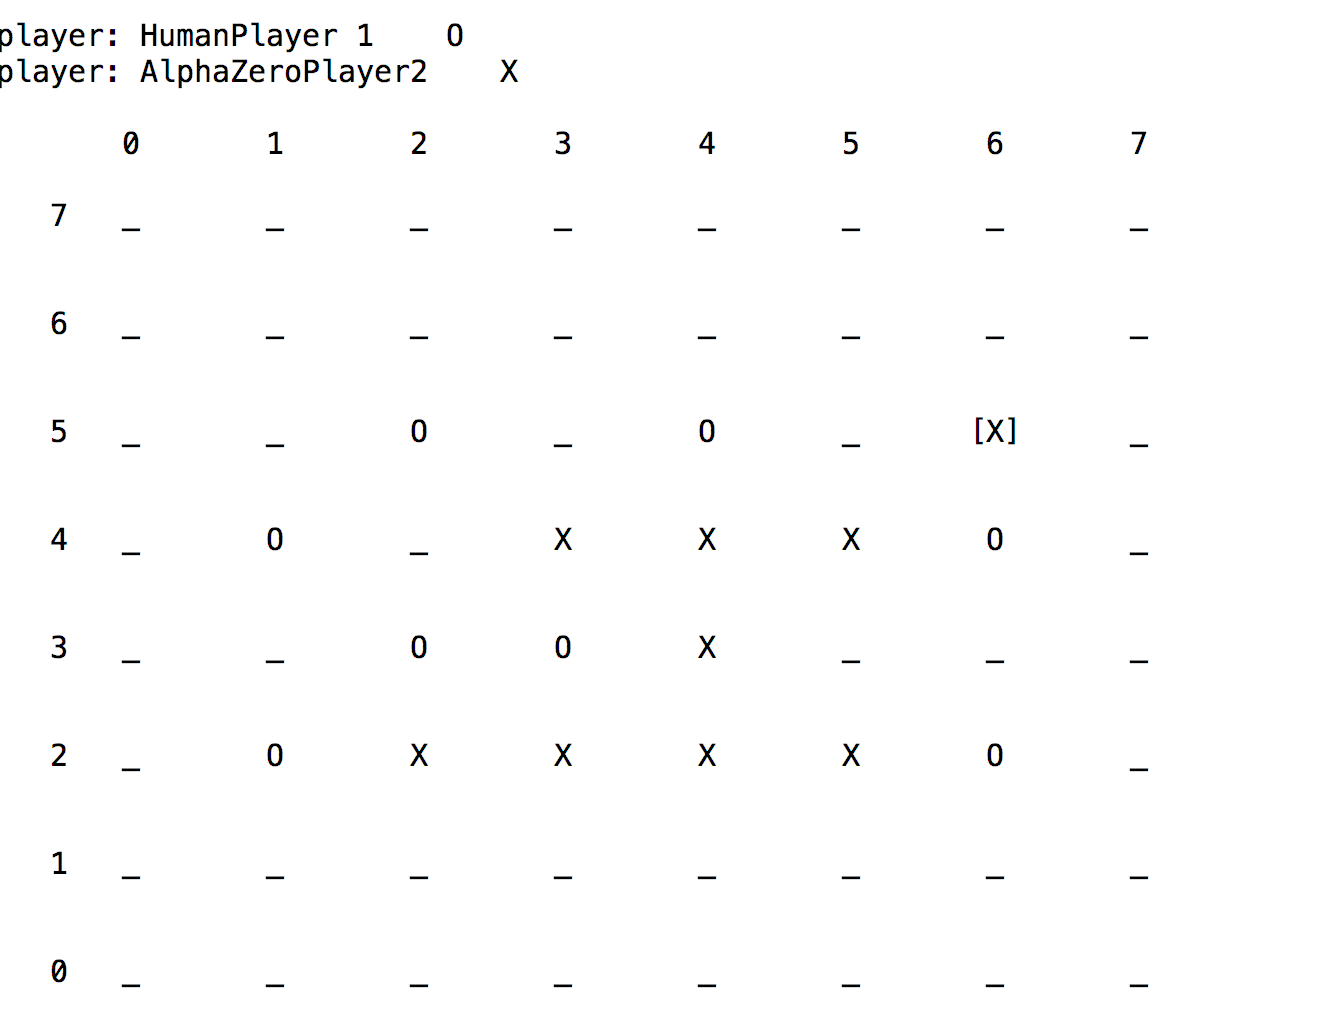 player: HumanPlayer 1    O
player: AlphaZeroPlayer2    X
0 1 2 3 4 5 6 7
7 _ _ _ _ _ _ _ _
6 _ _ _ _ _ _ _ _
5 _ _ O _ O _ [X] _
4 _ O _ X X X O _
3 _ _ O O X _ _ _
2 _ O X X X X O _
1 _ _ _ _ _ _ _ _
0 _ _ _ _ _ _ _ _